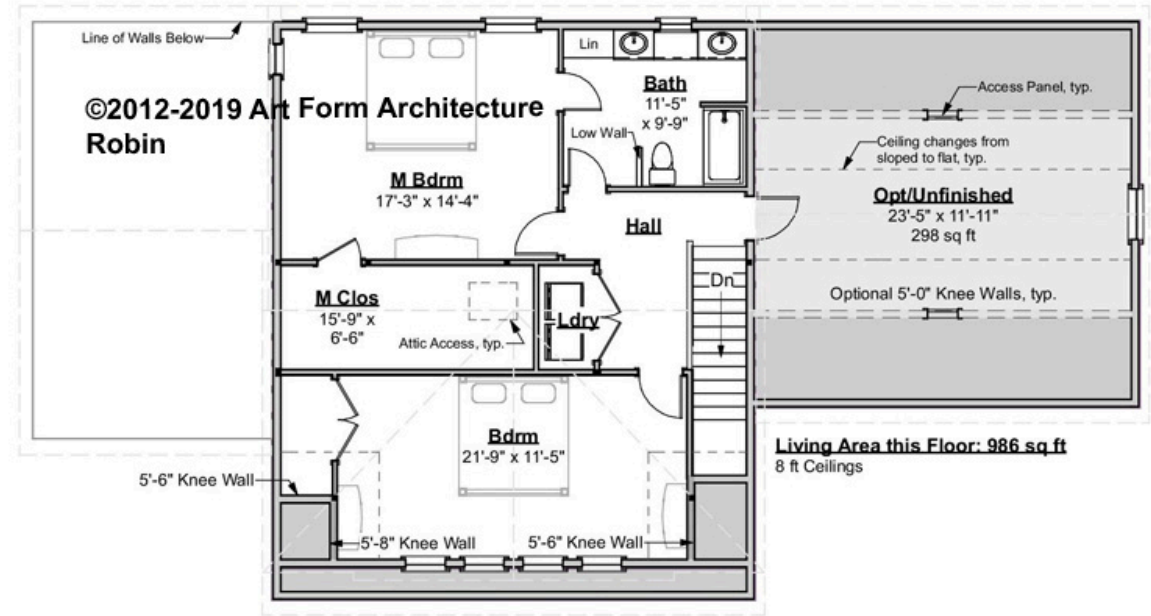 Line of Walls Below
©2012-2019 Art Form Architecture
Robin
M Bdrm
17'-3" x 14'-4"
Lin
Bath
11'-5"
x 9'-9"
Low Wall
Hall
Access Panel, typ.
Ceiling changes from
sloped to flat, typ.
Opt/Unfinished
23'-5" x 11'-11"
298 sq ft
Optional 5'-0" Knee Walls, typ.
Dn
M Clos
15'-9" x
6'-6"
Attic Access, typ.
Ldry
Bdrm
21'-9" x 11'-5"
5'-6" Knee Wall
5'-8" Knee Wall
5'-6" Knee Wall
Living Area this Floor: 986 sq ft
8 ft Ceilings